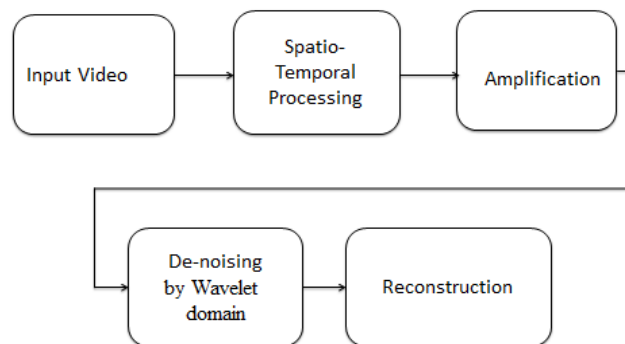 Input Video
Spatio-
Temporal
Processing
Amplification
De-noising
by Wavelet
domain
Reconstruction